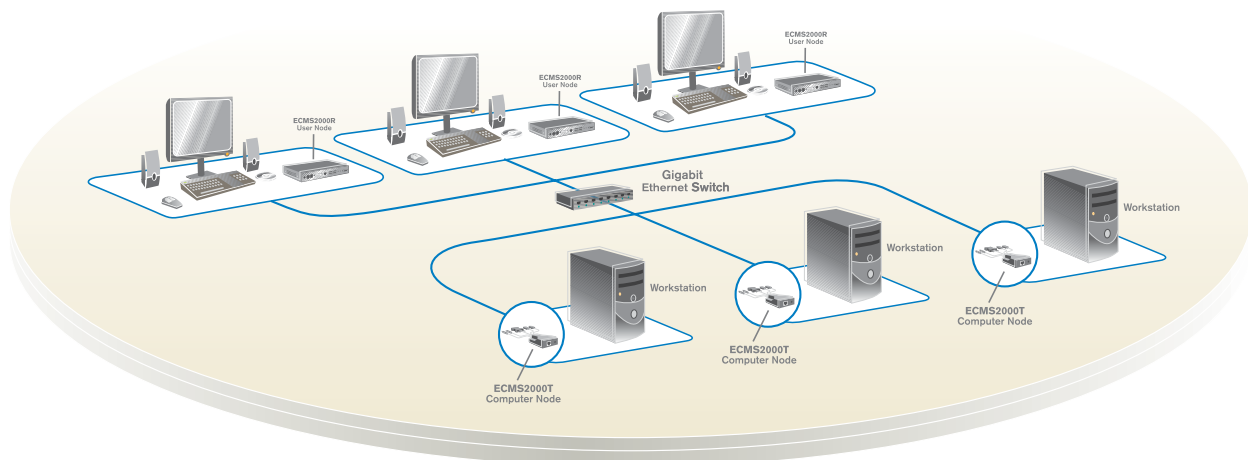 ECMS2000R
User Node
ECMS2000R
User Node
ECMS2000R
User Node
Gigabit
Ethernet Switch
Workstation
Workstation
Workstation
ECMS2000T
Computer Node
ECMS2000T
Computer Node
ECMS2000T
Computer Node